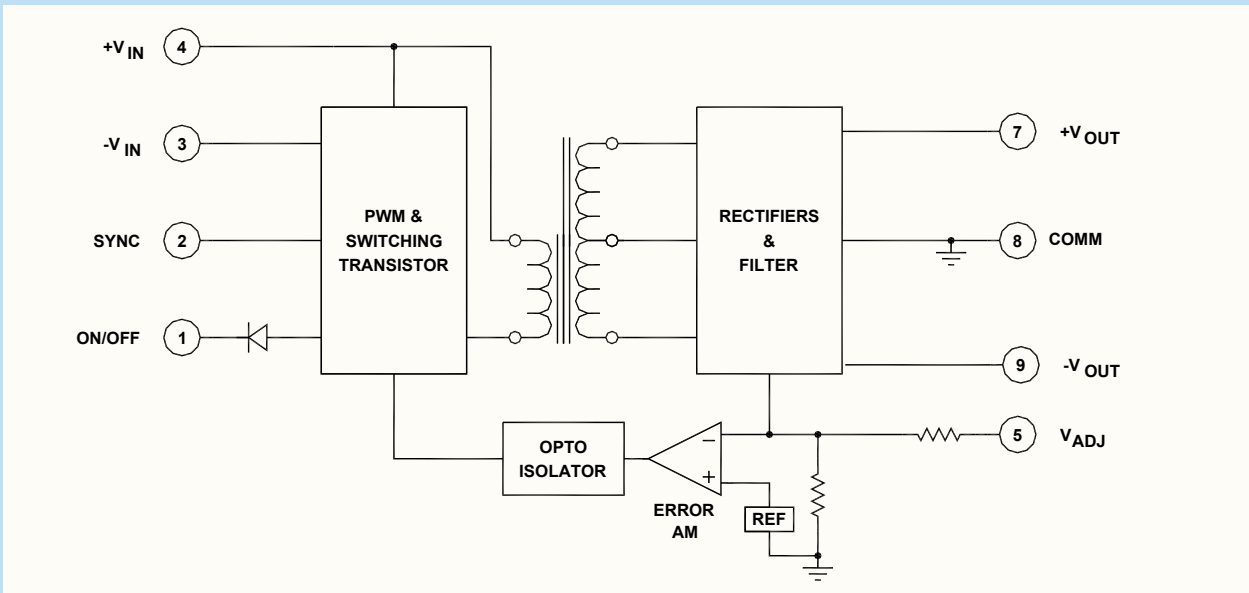 +V IN 4
-V IN 3
SYNC 2
ON/OFF 1
PWM &
SWITCHING
TRANSISTOR
RECTIFIERS
&
FILTER
7 +V OUT
8 COMM
9 -V OUT
5 V ADJ
OPTO
ISOLATOR
−
+
ERROR
AM
REF